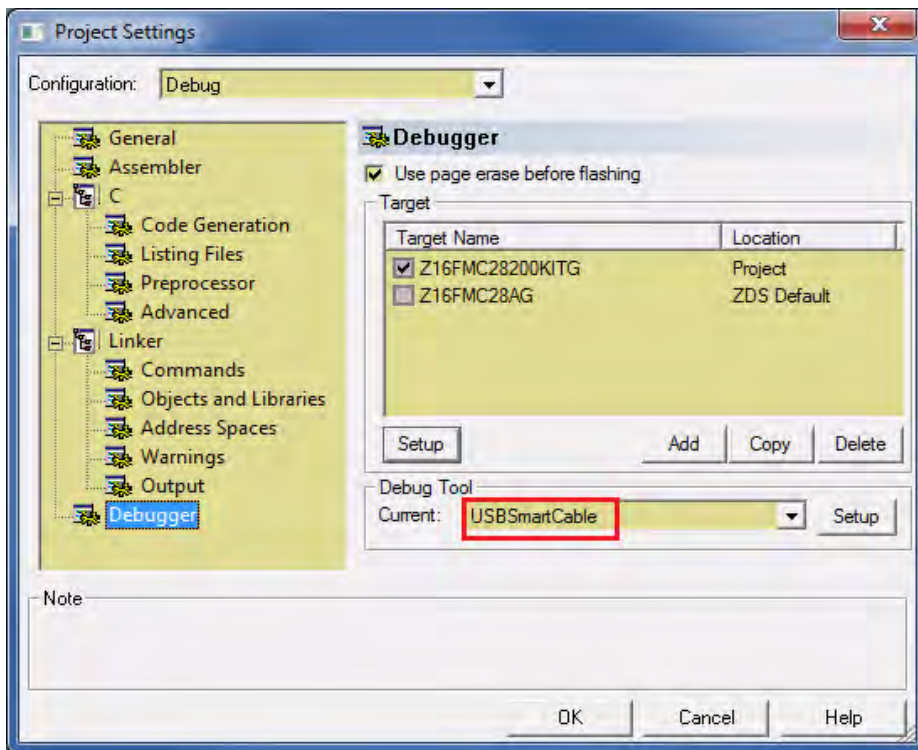 Project Settings
Configuration: Debug
General
Assembler
C
Code Generation
Listing Files
Preprocessor
Advanced
Linker
Commands
Objects and Libraries
Address Spaces
Warnings
Output
Debugger
Debugger
Use page erase before flashing
Target
Target Name Location
Z16FMC28200KITG Project
Z16FMC28AG ZDS Default
Setup Add Copy Delete
Debug Tool
Current: USBSmartCable Setup
Note
OK Cancel Help